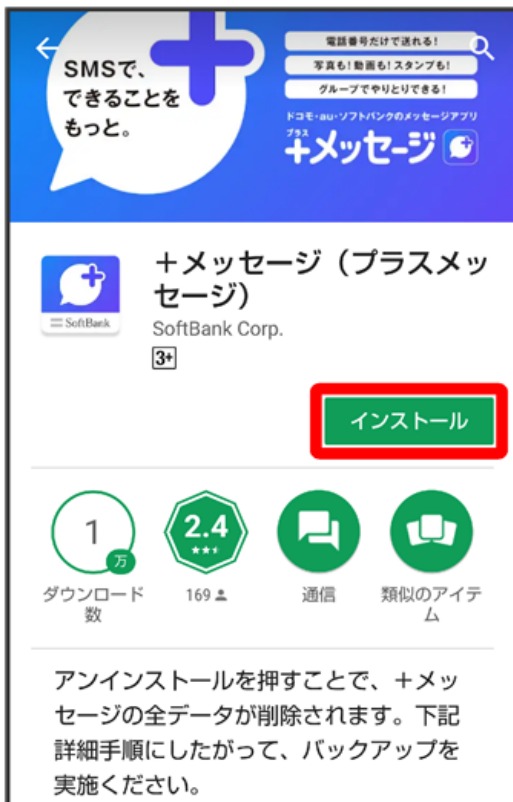 SMSで、
できることを
もっと。
電話番号だけで送れる!
写真も!動画も!スタンプも!
グループでやりとりできる!
ドコモ・au・ソフトバンクのメッセージアプリ
プラス
+メッセージ
+メッセージ（プラスメッ
セージ）
SoftBank
SoftBank Corp.
3+
インストール
1
万
ダウンロード
数
2.4
169
通信
類似のアイテ
ム
アンインストールを押すことで、+メッ
セージの全データが削除されます。下記
詳細手順にしたがって、バックアップを
実施ください。